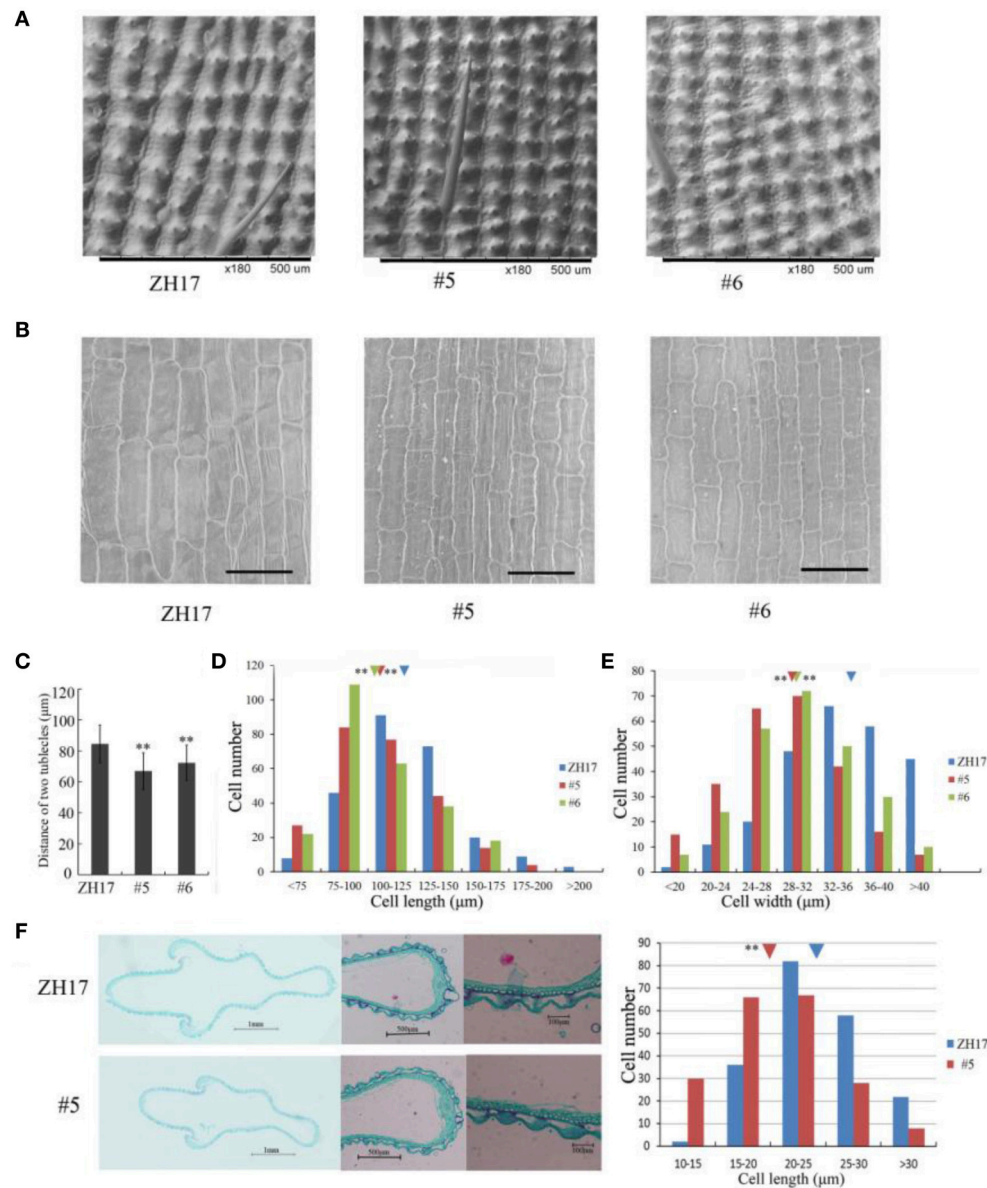 A
x180 500 um
x180 500 um
x180 500 um
ZH17
#5
#6
B
ZH17
#5
#6
C
Distance of two tublecles (μm)
120
100
80
60
40
20
0
**
**
ZH17
#5
#6
D
Cell number
120
100
80
60
40
20
0
**
**
ZH17
#5
#6
<75
75-100
100-125
125-150
150-175
175-200
>200
Cell length (μm)
E
Cell number
80
70
60
50
40
30
20
10
0
**
**
ZH17
#5
#6
<20
20-24
24-28
28-32
32-36
36-40
>40
Cell width (μm)
F
ZH17
1mm
500μm
100μm
#5
1mm
500μm
100μm
Cell number
90
80
70
60
50
40
30
20
10
0
**
ZH17
#5
10-15
15-20
20-25
25-30
>30
Cell length (μm)